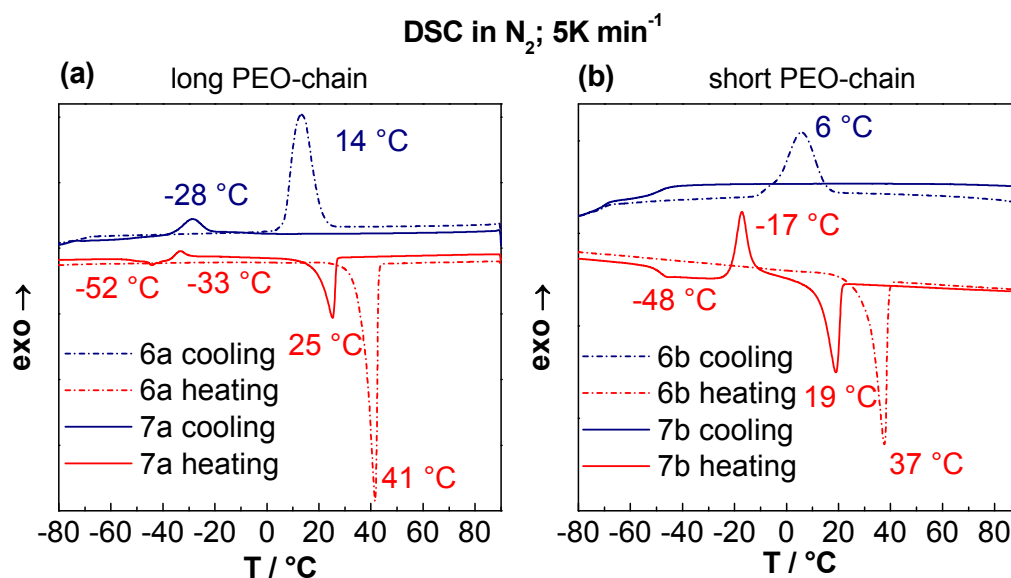 DSC in N₂; 5K min⁻¹
(a) long PEO-chain
14 °C
-28 °C
-52 °C
-33 °C
25 °C
41 °C
6a cooling
6a heating
7a cooling
7a heating
exo →
-80 -60 -40 -20 0 20 40 60 80
T / °C
(b) short PEO-chain
6 °C
-17 °C
-48 °C
19 °C
37 °C
6b cooling
6b heating
7b cooling
7b heating
exo →
-80 -60 -40 -20 0 20 40 60 80
T / °C